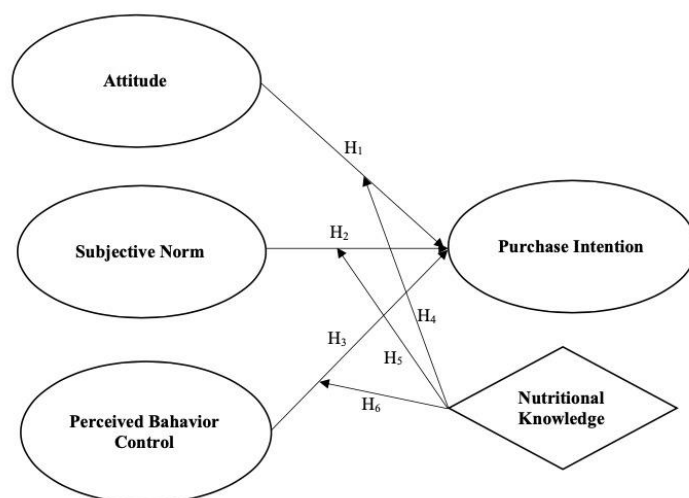 Attitude
H1
Subjective Norm
H2
Purchase Intention
H3
H4
H5
Perceived Bahavior
Control
H6
Nutritional
Knowledge